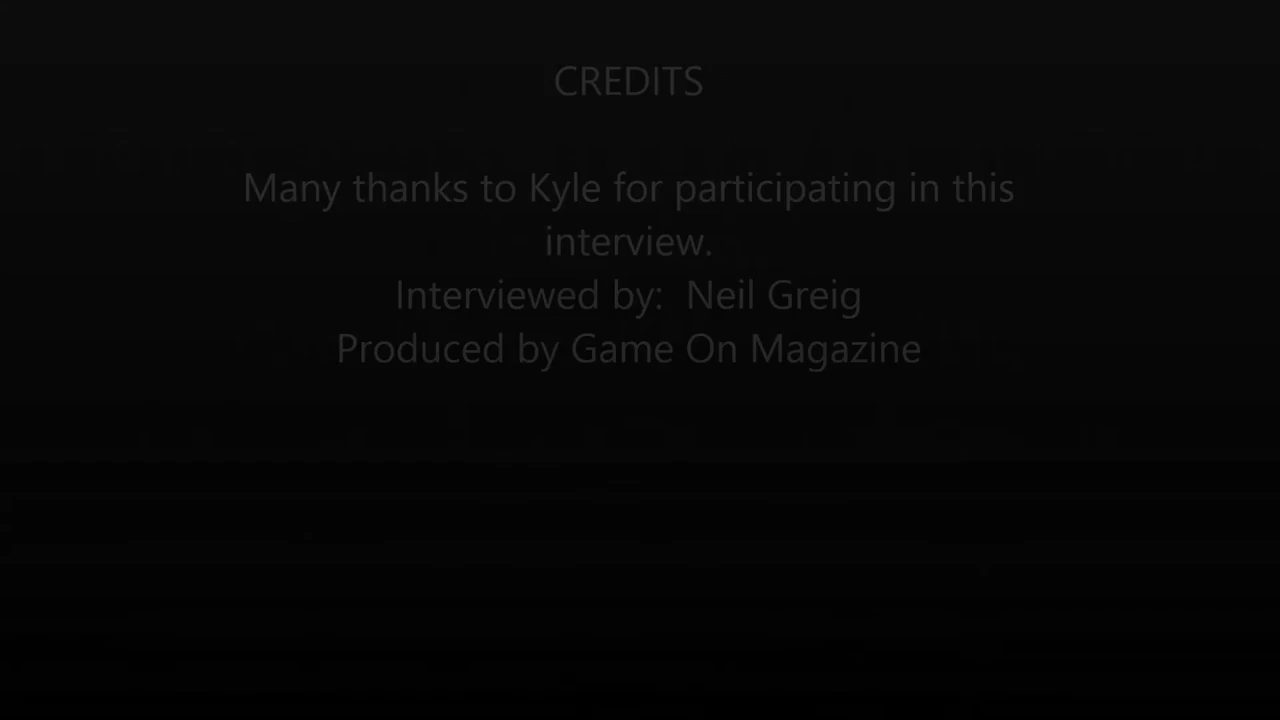 CREDITS
Many thanks to Kyle for participating in this
interview.
Interviewed by:  Neil Greig
Produced by Game On Magazine